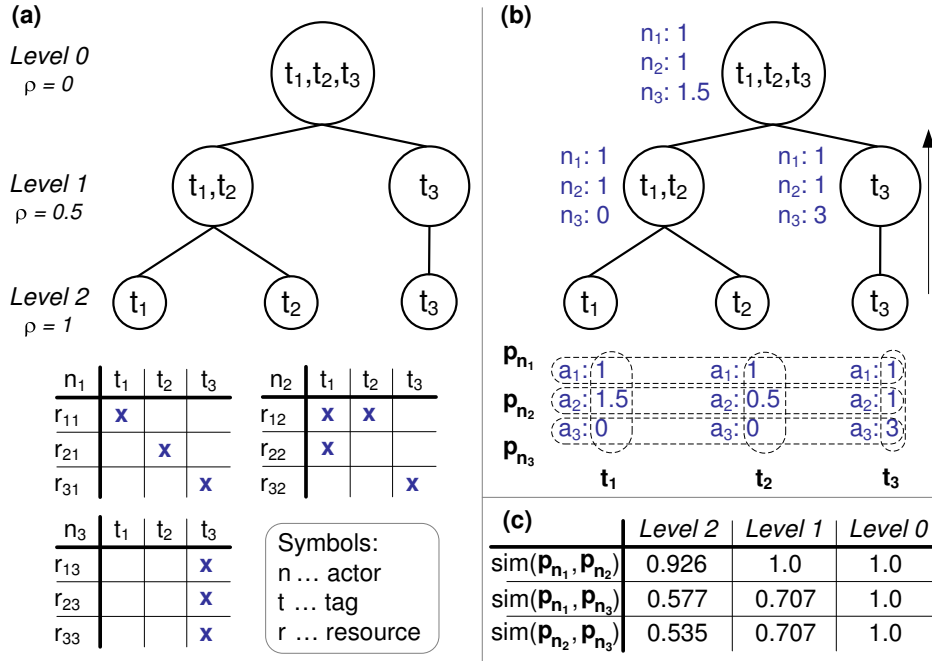 (a)
Level 0
ρ = 0
t₁,t₂,t₃
Level 1
ρ = 0.5
t₁,t₂
t₃
Level 2
ρ = 1
t₁
t₂
t₃
n₁ t₁ t₂ t₃
r₁₁ x
r₂₁ x
r₃₁ x
n₂ t₁ t₂ t₃
r₁₂ x x
r₂₂ x
r₃₂ x
n₃ t₁ t₂ t₃
r₁₃ x
r₂₃ x
r₃₃ x
Symbols:
n ... actor
t ... tag
r ... resource
(b)
n₁: 1
n₂: 1
n₃: 1.5
t₁,t₂,t₃
n₁: 1
n₂: 1
n₃: 0
t₁,t₂
n₁: 1
n₂: 1
n₃: 3
t₃
t₁
t₂
t₃
pₙ₁ a₁: 1 a₁: 1 a₁: 1
pₙ₂ a₂: 1.5 a₂: 0.5 a₂: 1
pₙ₃ a₃: 0 a₃: 0 a₃: 3
t₁ t₂ t₃
(c) Level 2 Level 1 Level 0
sim(pₙ₁, pₙ₂) 0.926 1.0 1.0
sim(pₙ₁, pₙ₃) 0.577 0.707 1.0
sim(pₙ₂, pₙ₃) 0.535 0.707 1.0